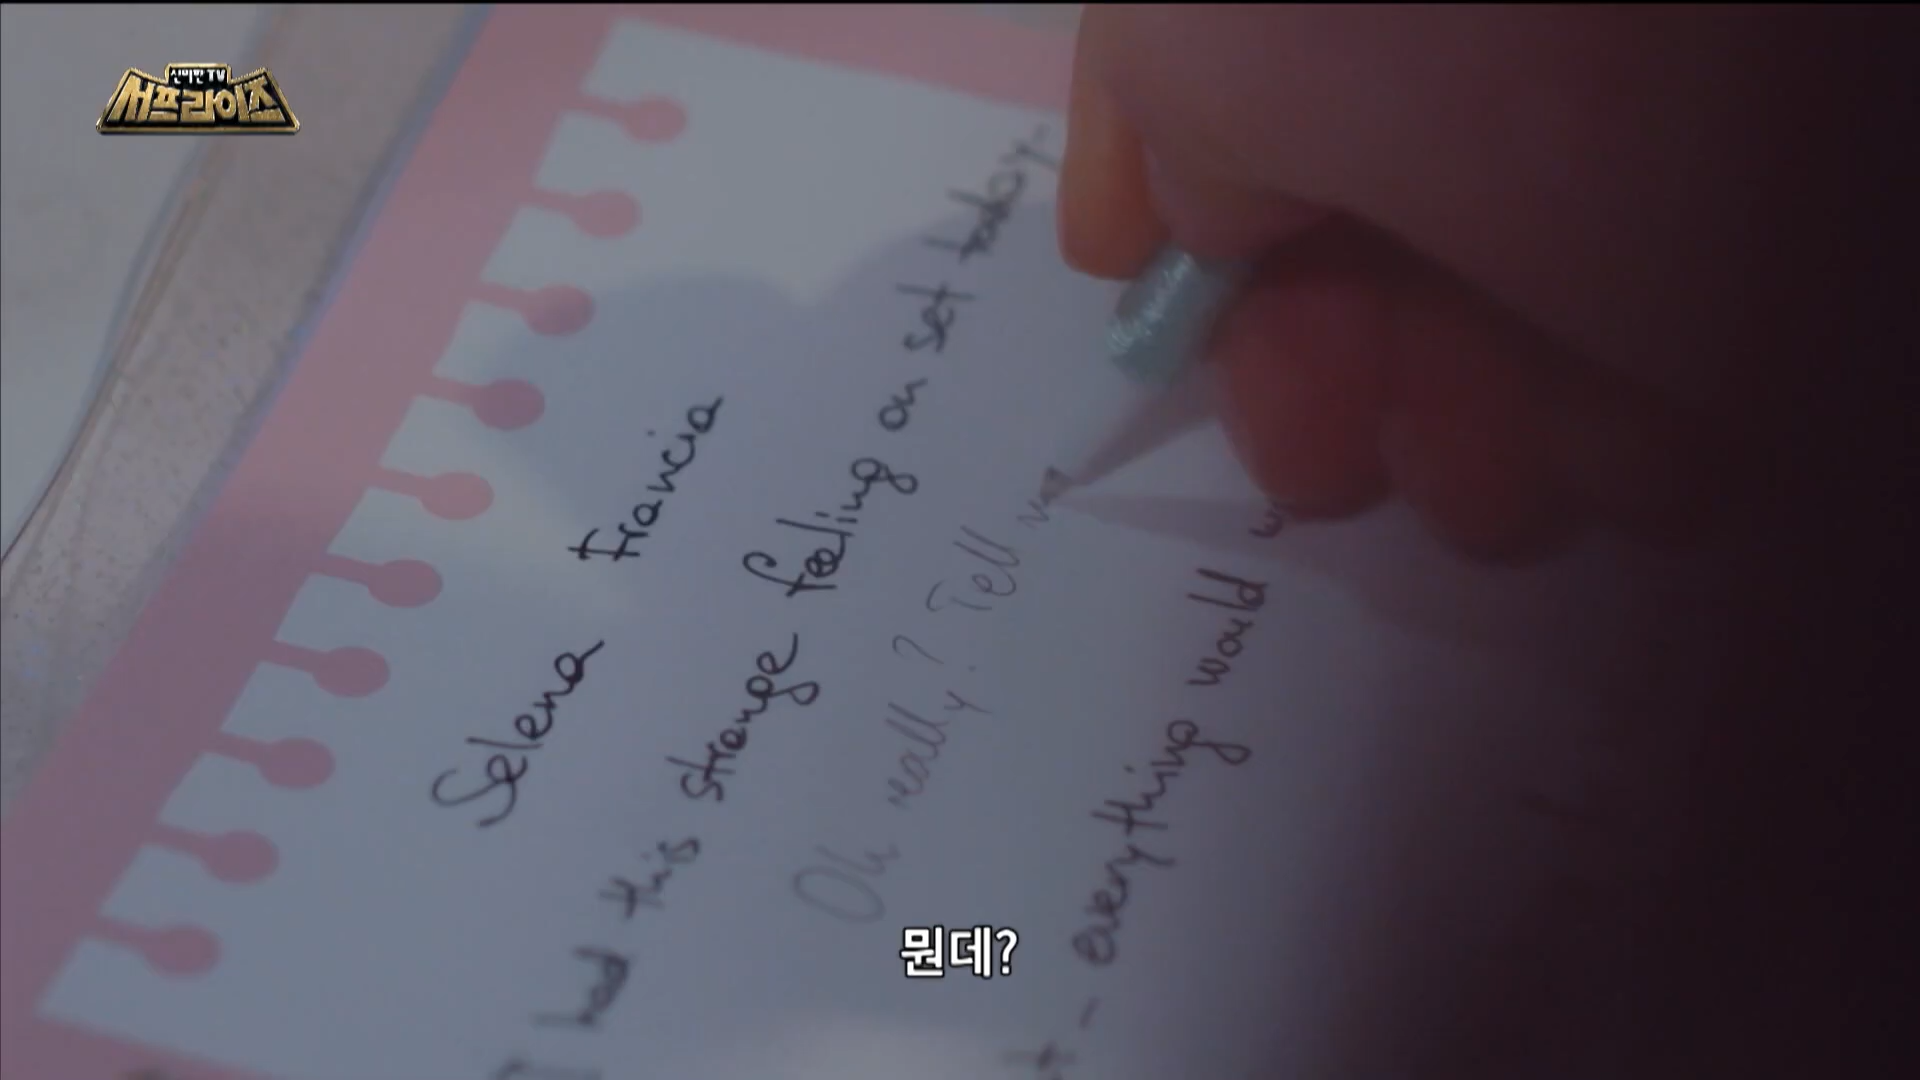 신비한 TV
서프라이즈
Selena Francia
I had this strange feeling on set today-
Oh really? Tell
t - everything would
뭔데?